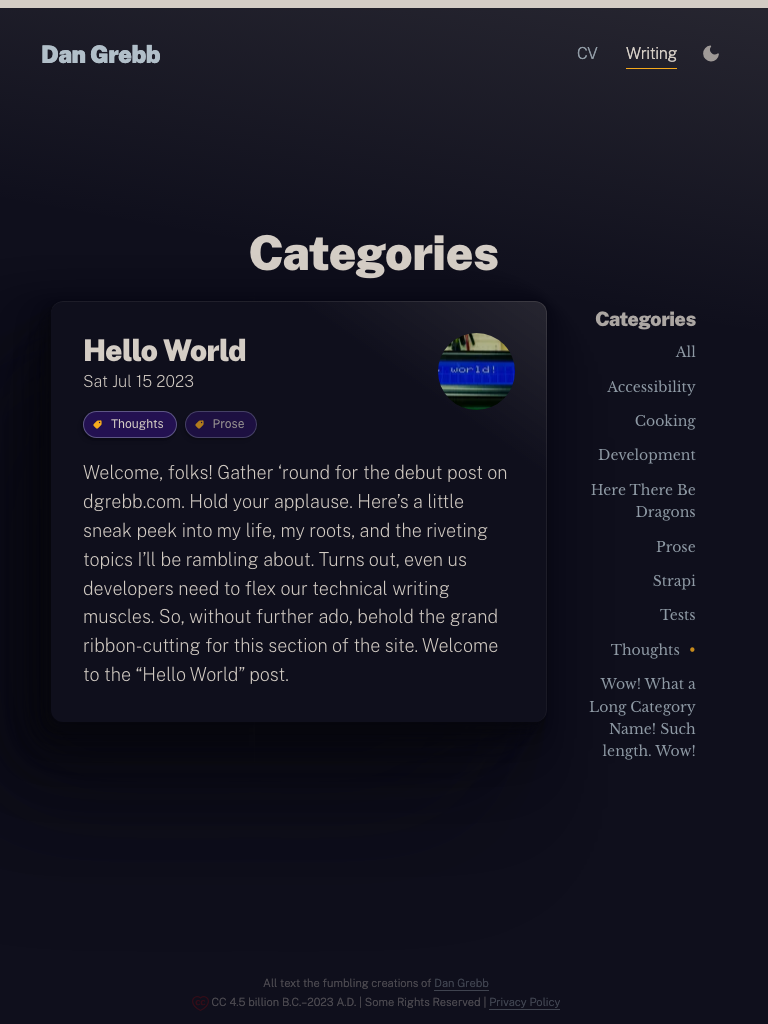 Dan Grebb
CV
Writing
Categories
Hello World
Sat Jul 15 2023
world!
Thoughts
Prose
Welcome, folks! Gather ‘round for the debut post on
dgrebb.com. Hold your applause. Here’s a little
sneak peek into my life, my roots, and the riveting
topics I’ll be rambling about. Turns out, even us
developers need to flex our technical writing
muscles. So, without further ado, behold the grand
ribbon-cutting for this section of the site. Welcome
to the “Hello World” post.
Categories
All
Accessibility
Cooking
Development
Here There Be
Dragons
Prose
Strapi
Tests
Thoughts •
Wow! What a
Long Category
Name! Such
length. Wow!
All text the fumbling creations of Dan Grebb
CC 4.5 billion B.C.–2023 A.D. | Some Rights Reserved | Privacy Policy